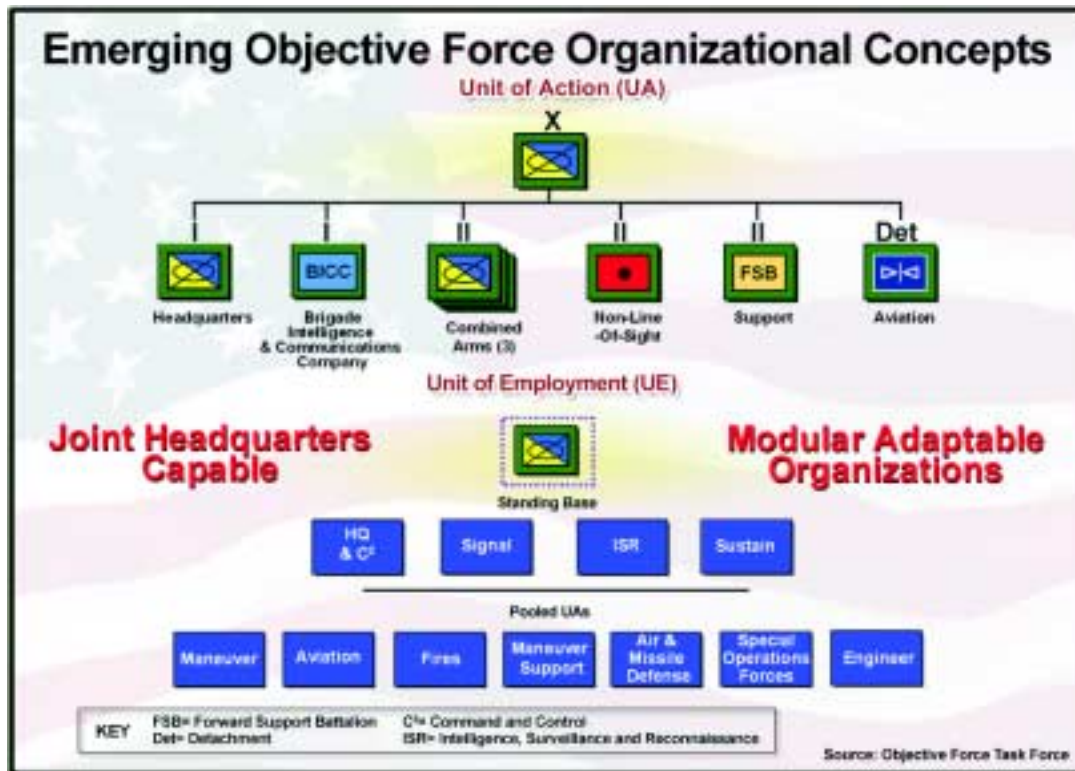 Emerging Objective Force Organizational Concepts
Unit of Action (UA)
X
I I II II II Det
BICC FSB
Headquarters
Brigade
Intelligence
& Communications
Company
Combined
Arms (3)
Non-Line
-Of-Sight
Support
Aviation
Unit of Employment (UE)
Joint Headquarters
Capable
Modular Adaptable
Organizations
Standing Base
HQ
& C²
Signal
ISR
Sustain
Pooled UAs
Maneuver
Aviation
Fires
Maneuver
Support
Air &
Missile
Defense
Special
Operations
Forces
Engineer
KEY
FSB= Forward Support Battalion C²= Command and Control
Det= Detachment ISR= Intelligence, Surveillance and Reconnaissance
Source: Objective Force Task Force